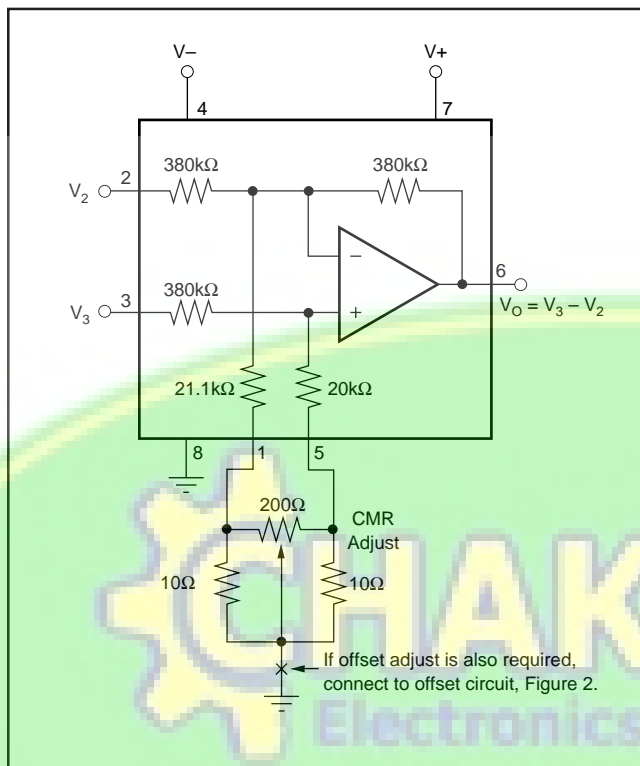 V– V+
4 7
380kΩ 380kΩ
V2 2
–
6
3 380kΩ
V3
+
VO = V3 – V2
21.1kΩ 20kΩ
8 1 5
200Ω
CMR
Adjust
10Ω 10Ω
If offset adjust is also required,
connect to offset circuit, Figure 2.
CHAK
Electronics